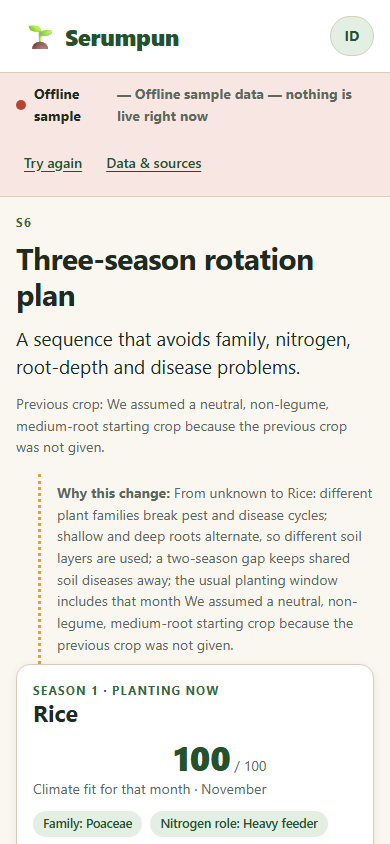 Serumpun
ID
Offline sample
— Offline sample data — nothing is live right now
Try again
Data & sources
S6
Three-season rotation
plan
A sequence that avoids family, nitrogen,
root-depth and disease problems.
Previous crop: We assumed a neutral, non-legume,
medium-root starting crop because the previous crop
was not given.
Why this change: From unknown to Rice: different
plant families break pest and disease cycles;
shallow and deep roots alternate, so different soil
layers are used; a two-season gap keeps shared
soil diseases away; the usual planting window
includes that month We assumed a neutral, non-
legume, medium-root starting crop because the
previous crop was not given.
SEASON 1 · PLANTING NOW
Rice
100 / 100
Climate fit for that month · November
Family: Poaceae
Nitrogen role: Heavy feeder